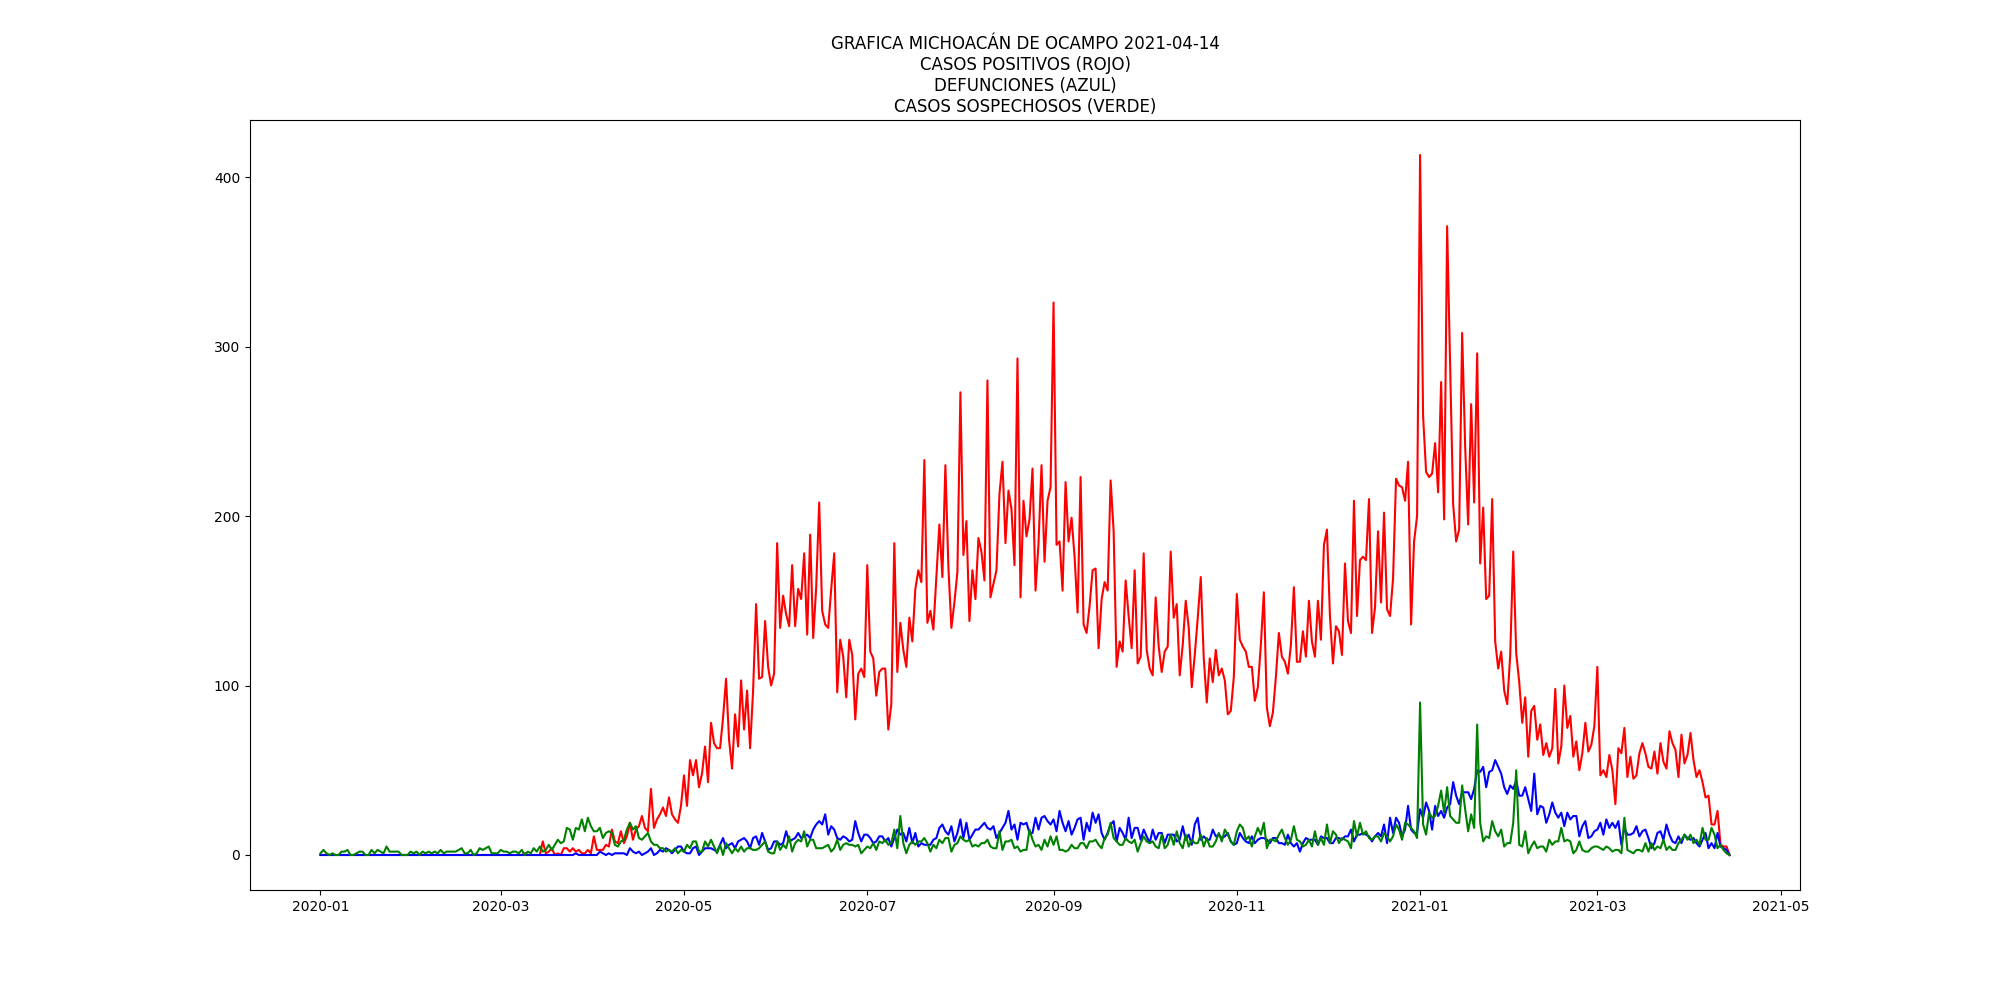 GRAFICA MICHOACÁN DE OCAMPO 2021-04-14
CASOS POSITIVOS (ROJO)
DEFUNCIONES (AZUL)
CASOS SOSPECHOSOS (VERDE)
400
300
200
100
0
2020-01 2020-03 2020-05 2020-07 2020-09 2020-11 2021-01 2021-03 2021-05